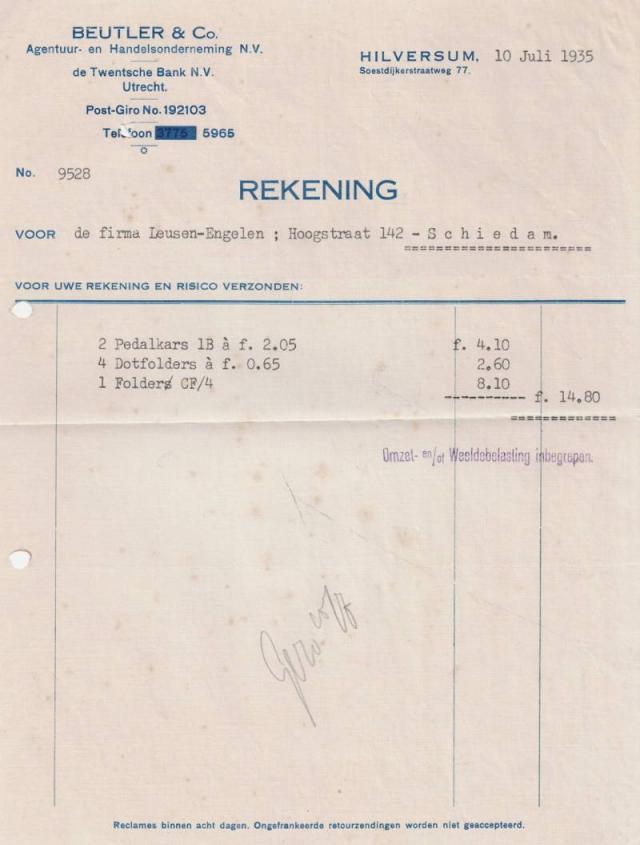 BEUTLER & Co.
Agentuur- en Handelsonderneming N.V.
de Twentsche Bank N.V.
Utrecht.
Post-Giro No. 192103
Telefoon 3775 5965
HILVERSUM, 10 Juli 1935
Soestdijkerstraatweg 77.
No. 9528
REKENING
VOOR de firma Leusen-Engelen ; Hoogstraat 142 - Schiedam.
VOOR UWE REKENING EN RISICO VERZONDEN:
2 Pedalkars 1B à f. 2.05 f. 4.10
4 Dotfolders à f. 0.65 2.60
1 Folders CF/4 8.10
f. 14.80
Omzet- en/of Weeldebelasting inbegrepen.
Reclames binnen acht dagen. Ongefrankeerde retourzendingen worden niet geaccepteerd.